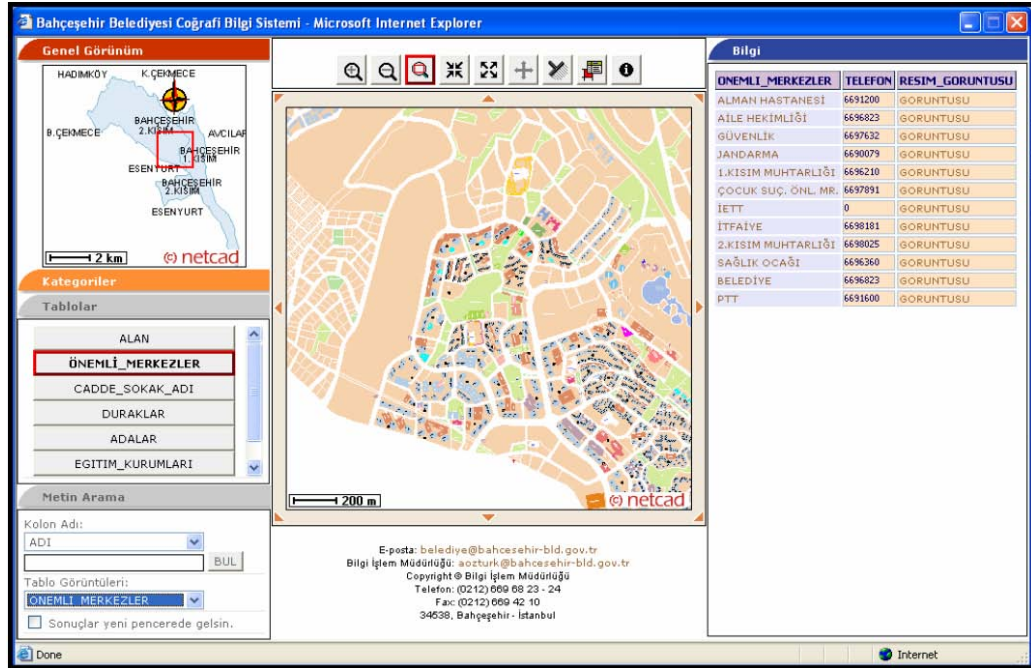 Bahçeşehir Belediyesi Coğrafi Bilgi Sistemi - Microsoft Internet Explorer
Genel Görünüm
HADIMKÖY K.ÇEKMECE
BAHÇEŞEHİR
2.KISIM
B.ÇEKMECE
AVCILAR
BAHÇEŞEHİR
1.KISIM
ESENYURT
BAHÇEŞEHİR
2.KISIM
ESENYURT
2 km
(c) netcad
Kategoriler
Tablolar
ALAN
ÖNEMLİ_MERKEZLER
CADDE_SOKAK_ADI
DURAKLAR
ADALAR
EGITIM_KURUMLARI
Metin Arama
Kolon Adı:
ADI
BUL
Tablo Görüntüleri:
ONEMLI_MERKEZLER
Sonuçlar yeni pencerede gelsin.
200 m
(c) netcad
E-posta: belediye@bahcesehir-bld.gov.tr
Bilgi İşlem Müdürlüğü: aozturk@bahcesehir-bld.gov.tr
Copyright © Bilgi İşlem Müdürlüğü
Telefon: (0212) 669 68 23 - 24
Fax: (0212) 669 42 10
34538, Bahçeşehir - İstanbul
Bilgi
ONEMLI_MERKEZLER TELEFON RESIM_GORUNTUSU
ALMAN HASTANESİ 6691200 GORUNTUSU
AİLE HEKİMLİĞİ 6696823 GORUNTUSU
GÜVENLİK 6697632 GORUNTUSU
JANDARMA 6690079 GORUNTUSU
1.KISIM MUHTARLIĞI 6696210 GORUNTUSU
ÇOCUK SUÇ. ÖNL. MR. 6697891 GORUNTUSU
İETT 0 GORUNTUSU
İTFAİYE 6698181 GORUNTUSU
2.KISIM MUHTARLIĞI 6698025 GORUNTUSU
SAĞLIK OCAĞI 6696360 GORUNTUSU
BELEDİYE 6696823 GORUNTUSU
PTT 6691600 GORUNTUSU
Done
Internet